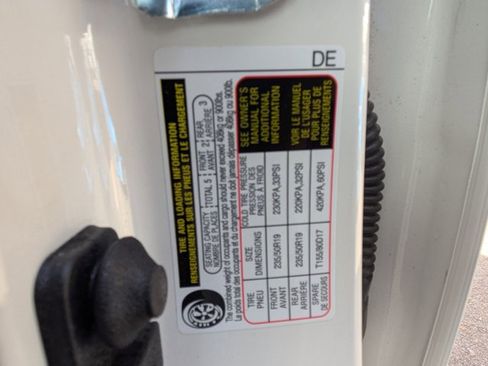 DE
TIRE AND LOADING INFORMATION
RENSEIGNEMENTS SUR LES PNEUS ET LE CHARGEMENT
SEATING CAPACITY TOTAL 5 FRONT 2 REAR 3
NOMBRE DE PLACES AVANT ARRIÈRE
The combined weight of occupants and cargo should never exceed 408kg or 900lbs.
Le poids total des occupants et du chargement ne doit jamais dépasser 408kg ou 900lb.
TIRE SIZE COLD TIRE PRESSURE
PNEU DIMENSIONS PRESSION DES PNEUS À FROID
FRONT 235/50R19 230KPA,33PSI
AVANT
REAR 235/50R19 220KPA,32PSI
ARRIÈRE
SPARE T155/80D17 420KPA,60PSI
DE SECOURS
SEE OWNER'S
MANUAL FOR
ADDITIONAL
INFORMATION
VOIR LE MANUEL
DE L'USAGER
POUR PLUS DE
RENSEIGNEMENTS